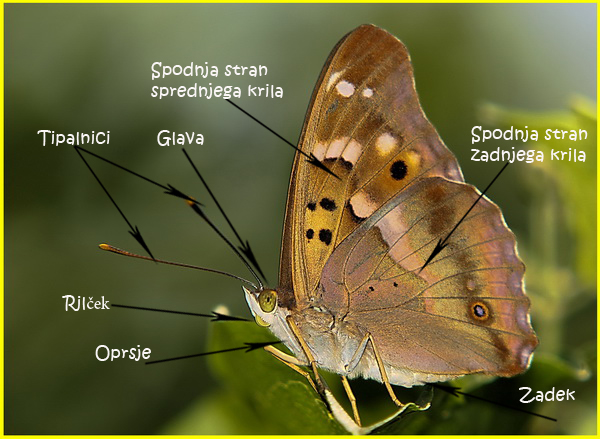 Spodnja stran
sprednjega krila
Tipalnici
Glava
Spodnja stran
zadnjega krila
Rilček
Oprsje
Zadek